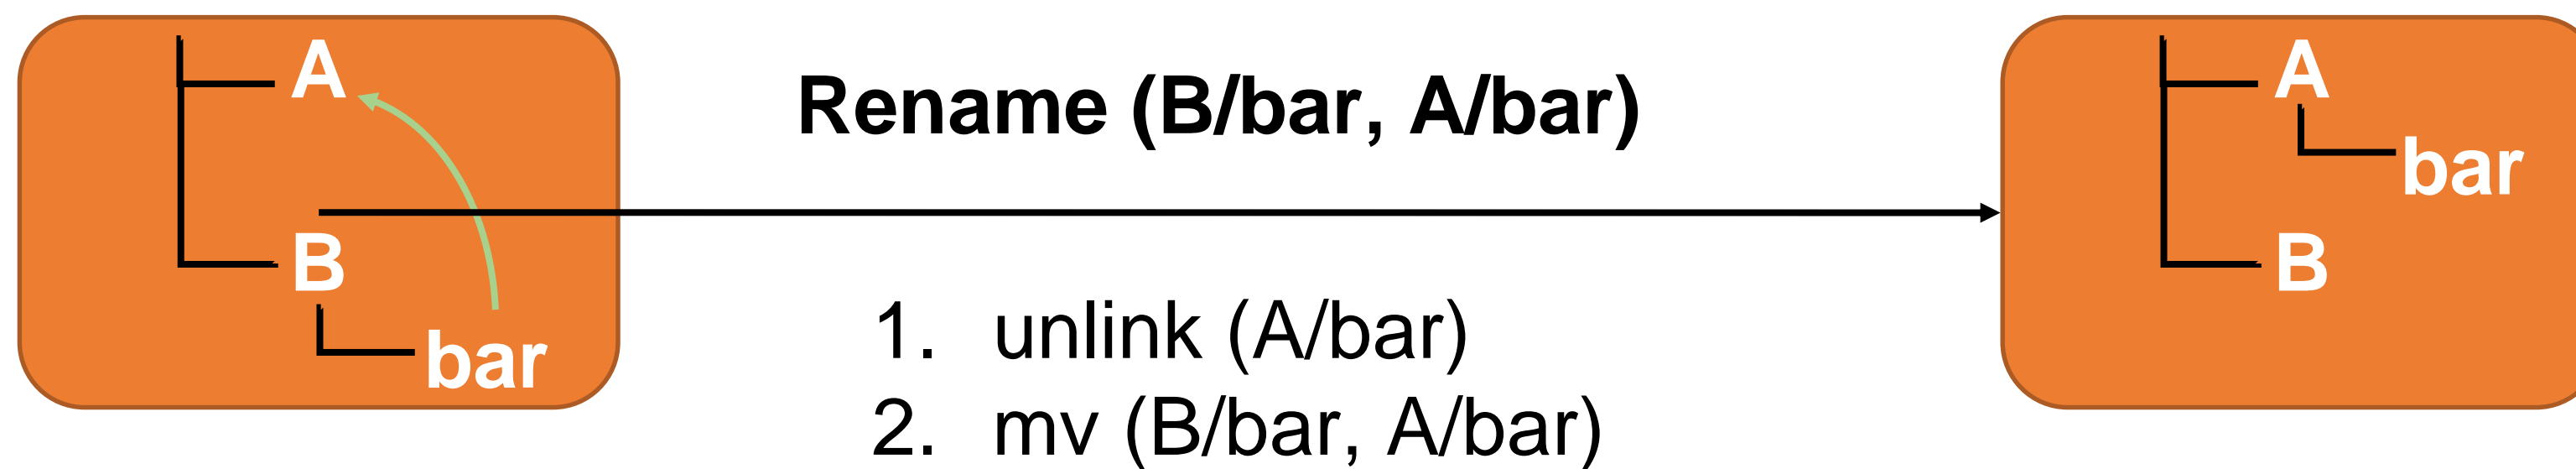 A
B
bar
Rename (B/bar, A/bar)
1. unlink (A/bar)
2. mv (B/bar, A/bar)
A
bar
B